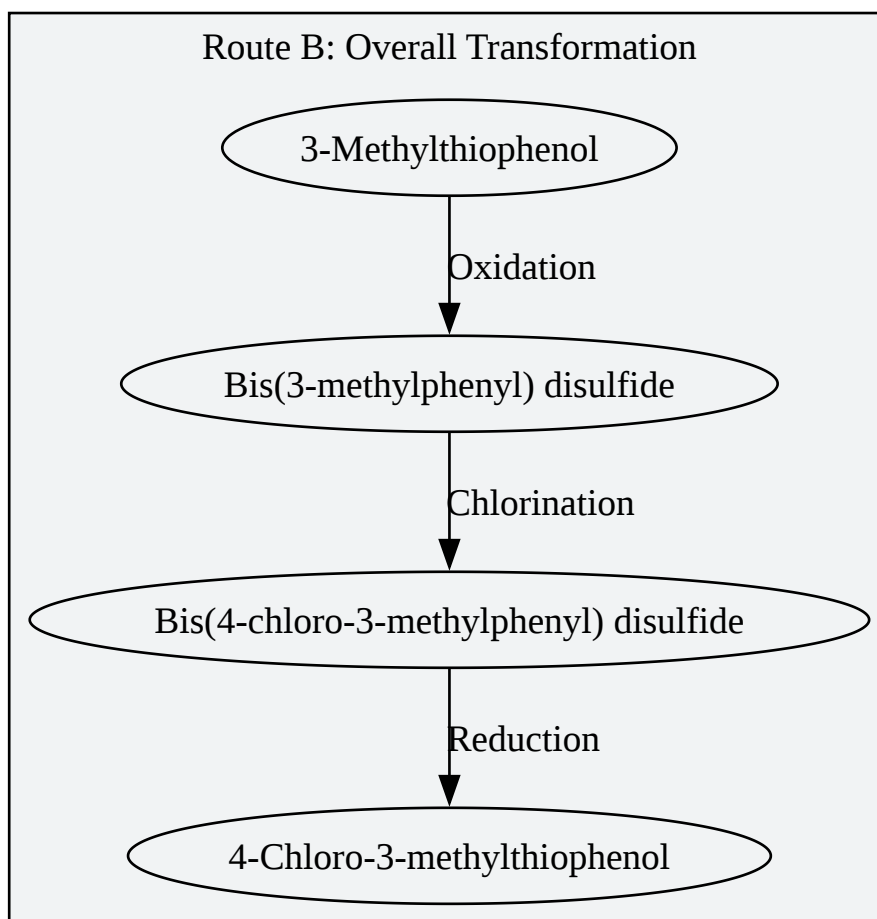 Route B: Overall Transformation
3-Methylthiophenol
Oxidation
Bis(3-methylphenyl) disulfide
Chlorination
Bis(4-chloro-3-methylphenyl) disulfide
Reduction
4-Chloro-3-methylthiophenol